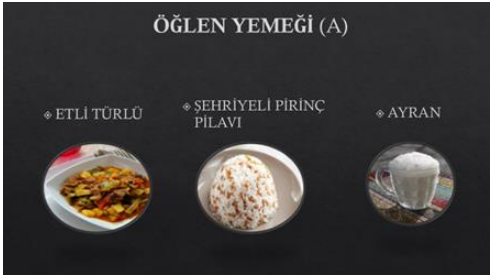 ÖĞLEN YEMEĞİ (A)
ETLİ TÜRLÜ
ŞEHRİYELİ PİRİNÇ
PİLAVI
AYRAN